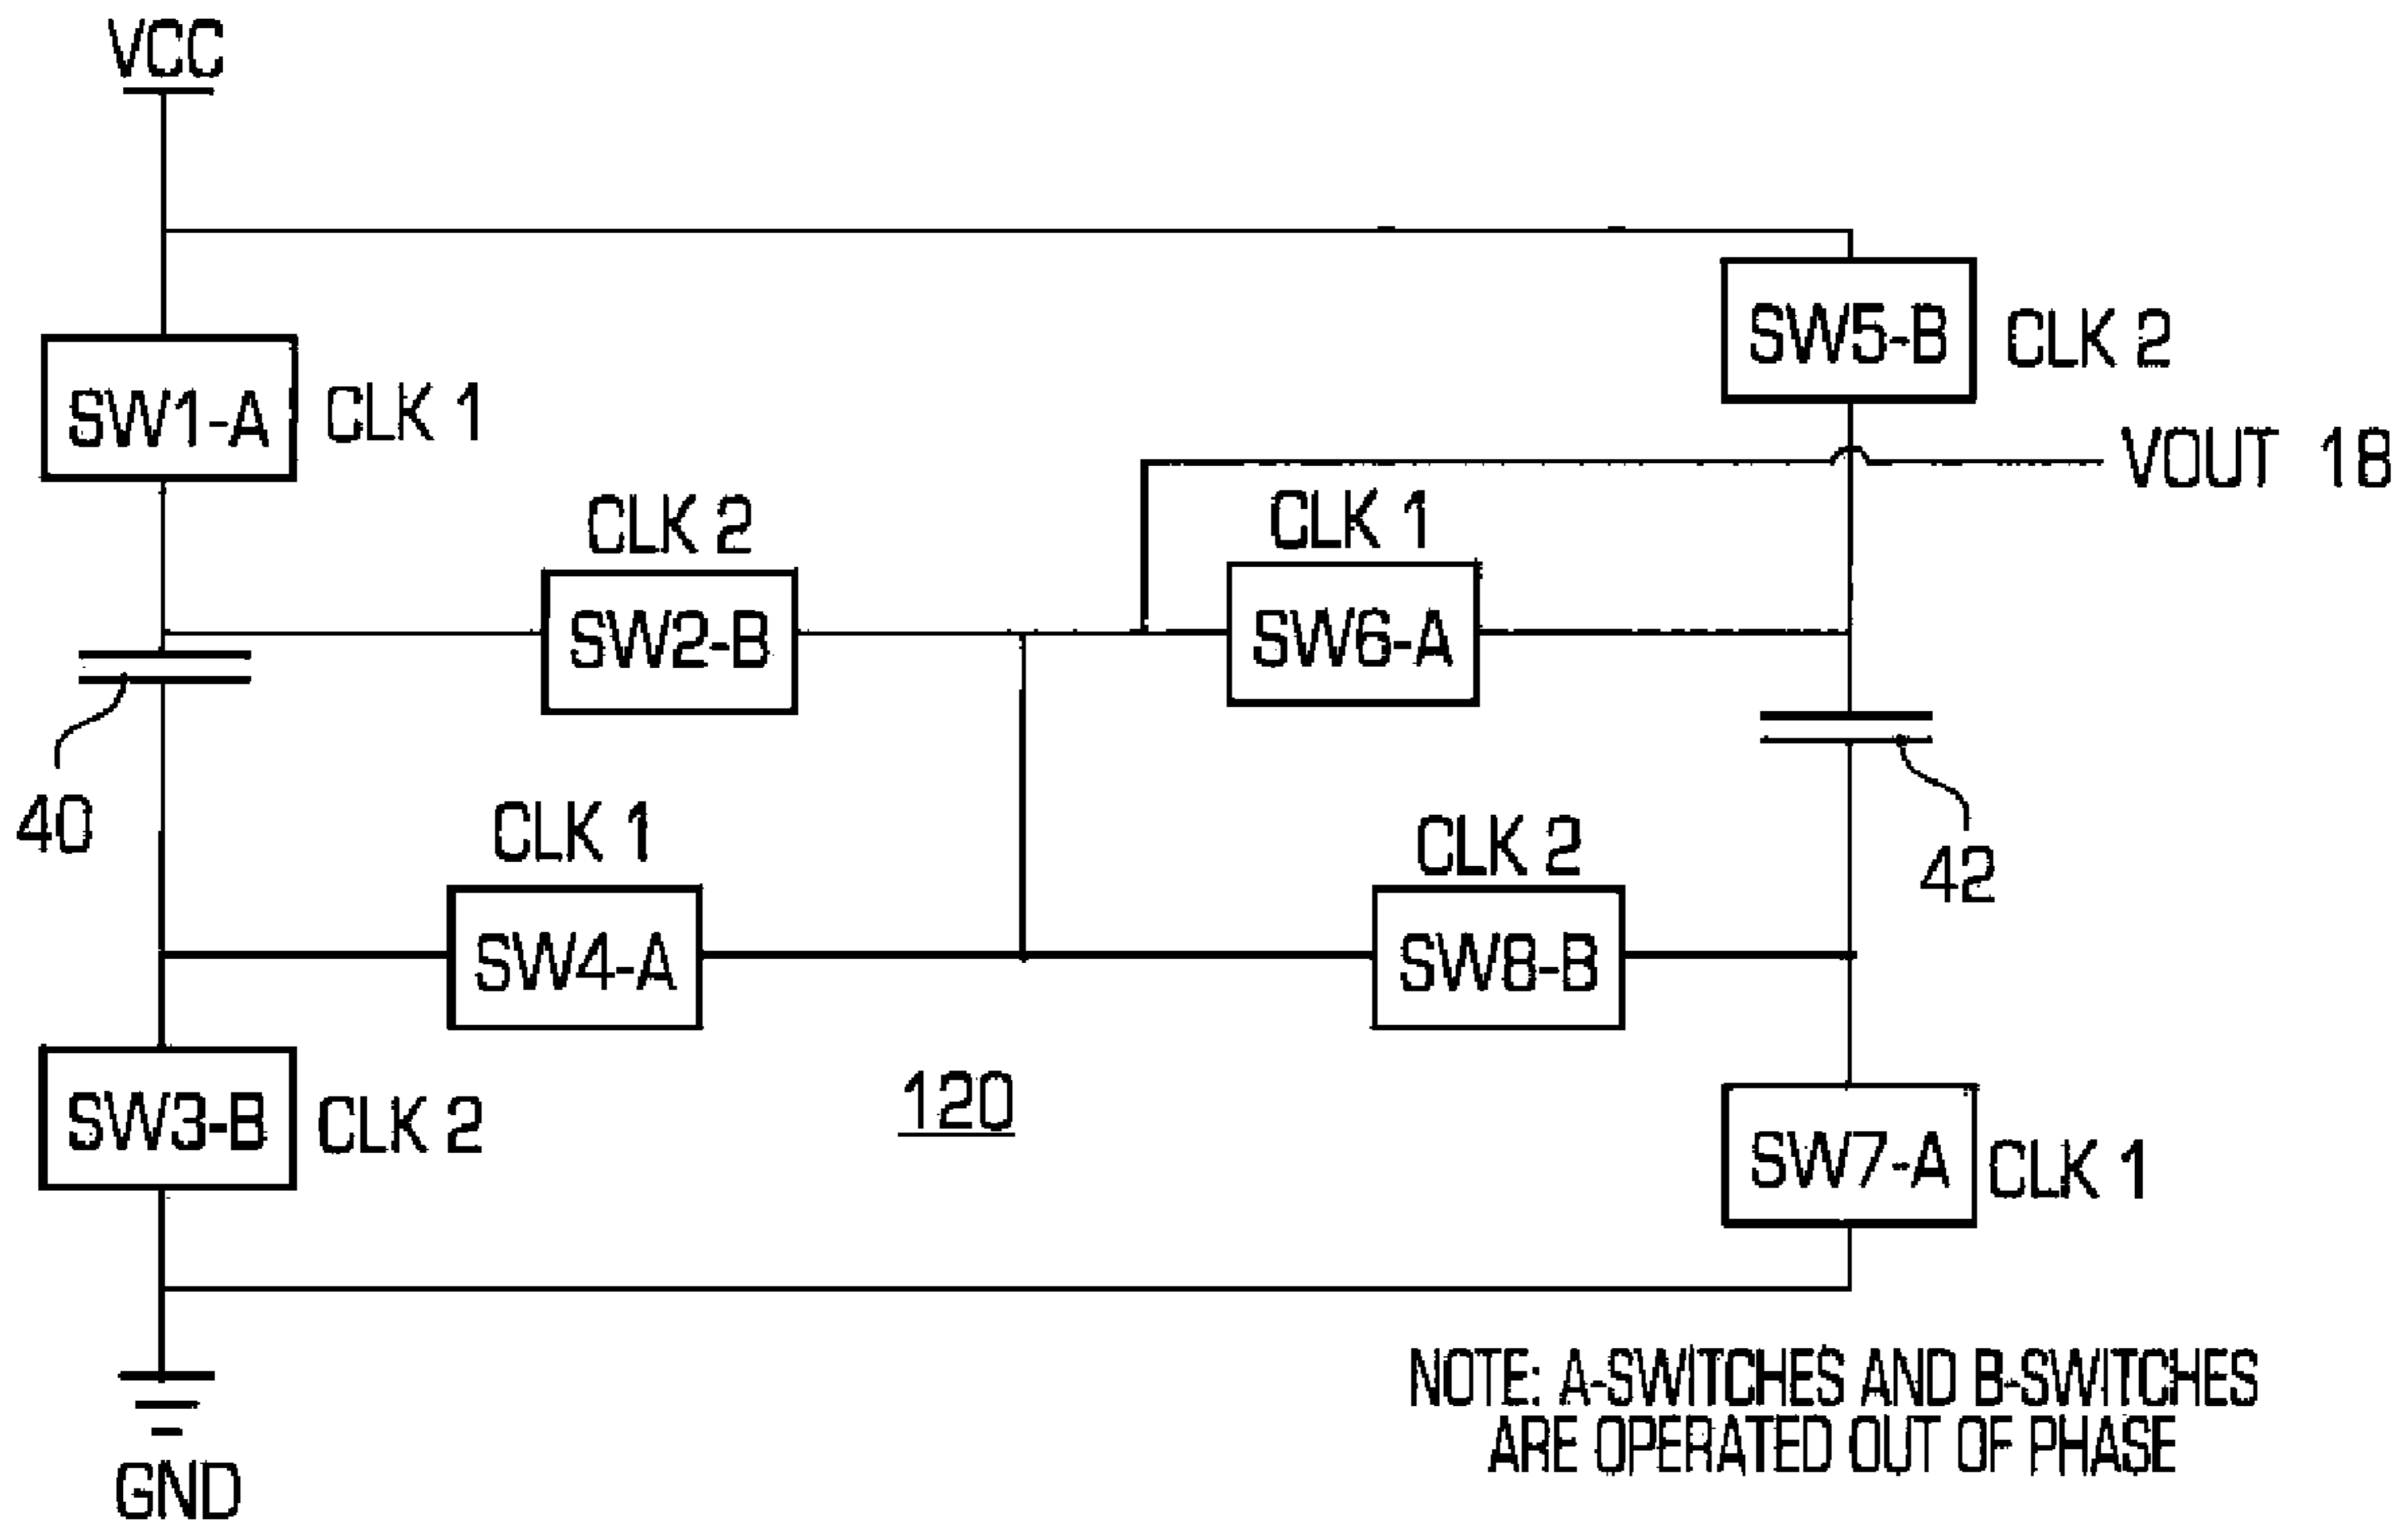 VCC
SW5-B CLK 2
SW1-A CLK 1
VOUT 18
CLK 2
CLK 1
SW2-B
SW6-A
40
CLK 1
CLK 2
42
SW4-A
SW8-B
SW3-B CLK 2
120
SW7-A CLK 1
NOTE: A-SWITCHES AND B-SWITCHES
ARE OPERATED OUT OF PHASE
GND